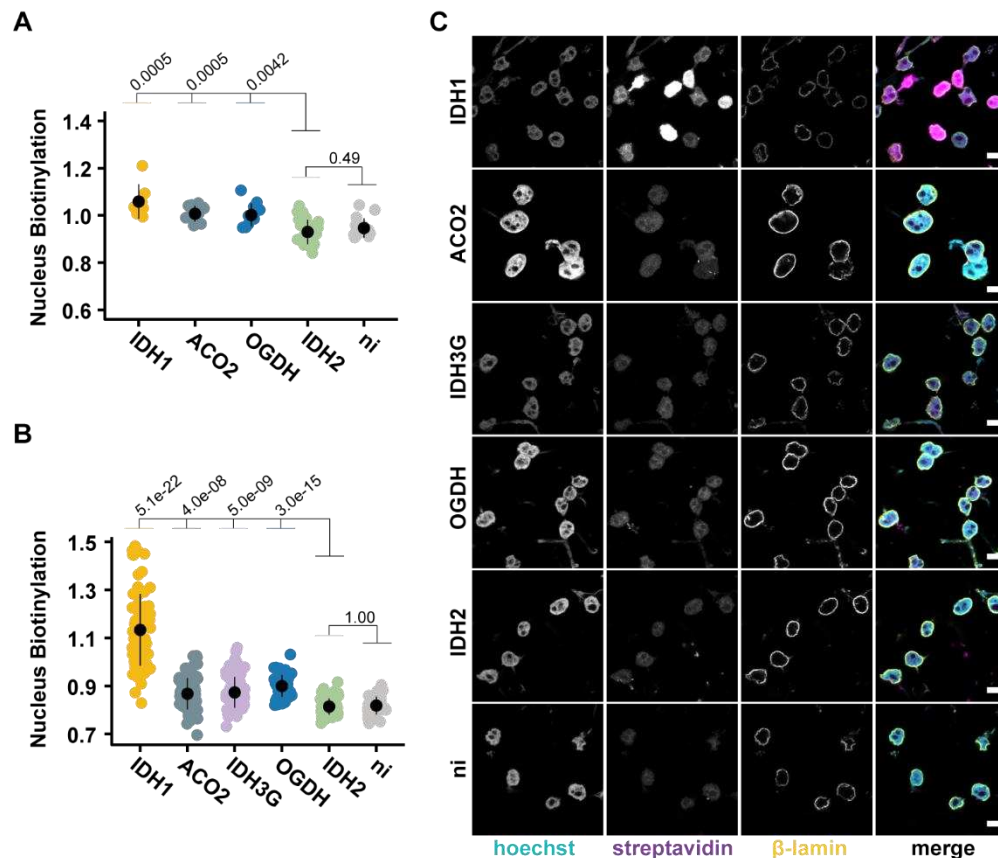 A
0.0005
0.0005
0.0042
0.49
Nucleus Biotinylation
1.4
1.2
1.0
0.8
0.6
IDH1
ACO2
OGDH
IDH2
ni
B
5.1e-22
4.0e-08
5.0e-09
3.0e-15
1.00
Nucleus Biotinylation
1.5
1.3
1.1
0.9
0.7
IDH1
ACO2
IDH3G
OGDH
IDH2
ni
C
IDH1
ACO2
IDH3G
OGDH
IDH2
ni
hoechst streptavidin β-lamin merge